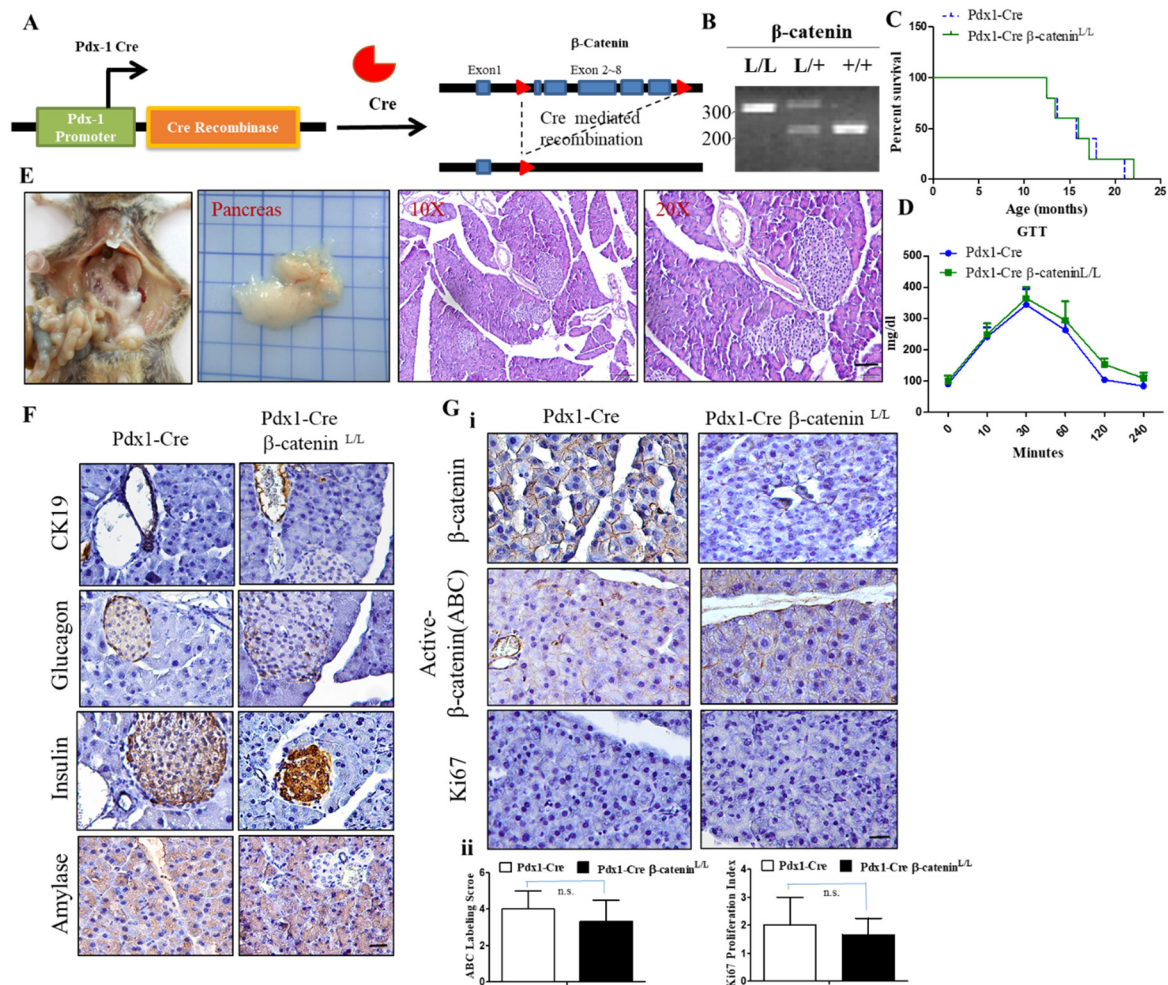 A
Pdx-1 Cre
Pdx-1
Promoter
Cre Recombinase
Cre
β-Catenin
Exon1
Exon 2~8
Cre mediated
recombination
B
β-catenin
L/L L/+ +/+
300
200
C
Pdx1-Cre
Pdx1-Cre β-catenin^L/L
Percent survival
100
50
0
0 5 10 15 20 25
Age (months)
D
GTT
Pdx1-Cre
Pdx1-Cre β-cateninL/L
mg/dl
500
400
300
200
100
0
0 10 30 60 120 240
Minutes
E
Pancreas
10X
20X
F
Pdx1-Cre
Pdx1-Cre
β-catenin L/L
CK19
Glucagon
Insulin
Amylase
G i
Pdx1-Cre
Pdx1-Cre β-catenin L/L
β-catenin
Active-
β-catenin(ABC)
Ki67
ii
Pdx1-Cre Pdx1-Cre β-catenin^L/L
n.s.
ABC Labeling Scroe
6
4
2
0
Pdx1-Cre Pdx1-Cre β-catenin^L/L
n.s.
Ki67 Proliferation Index
4
3
2
1
0